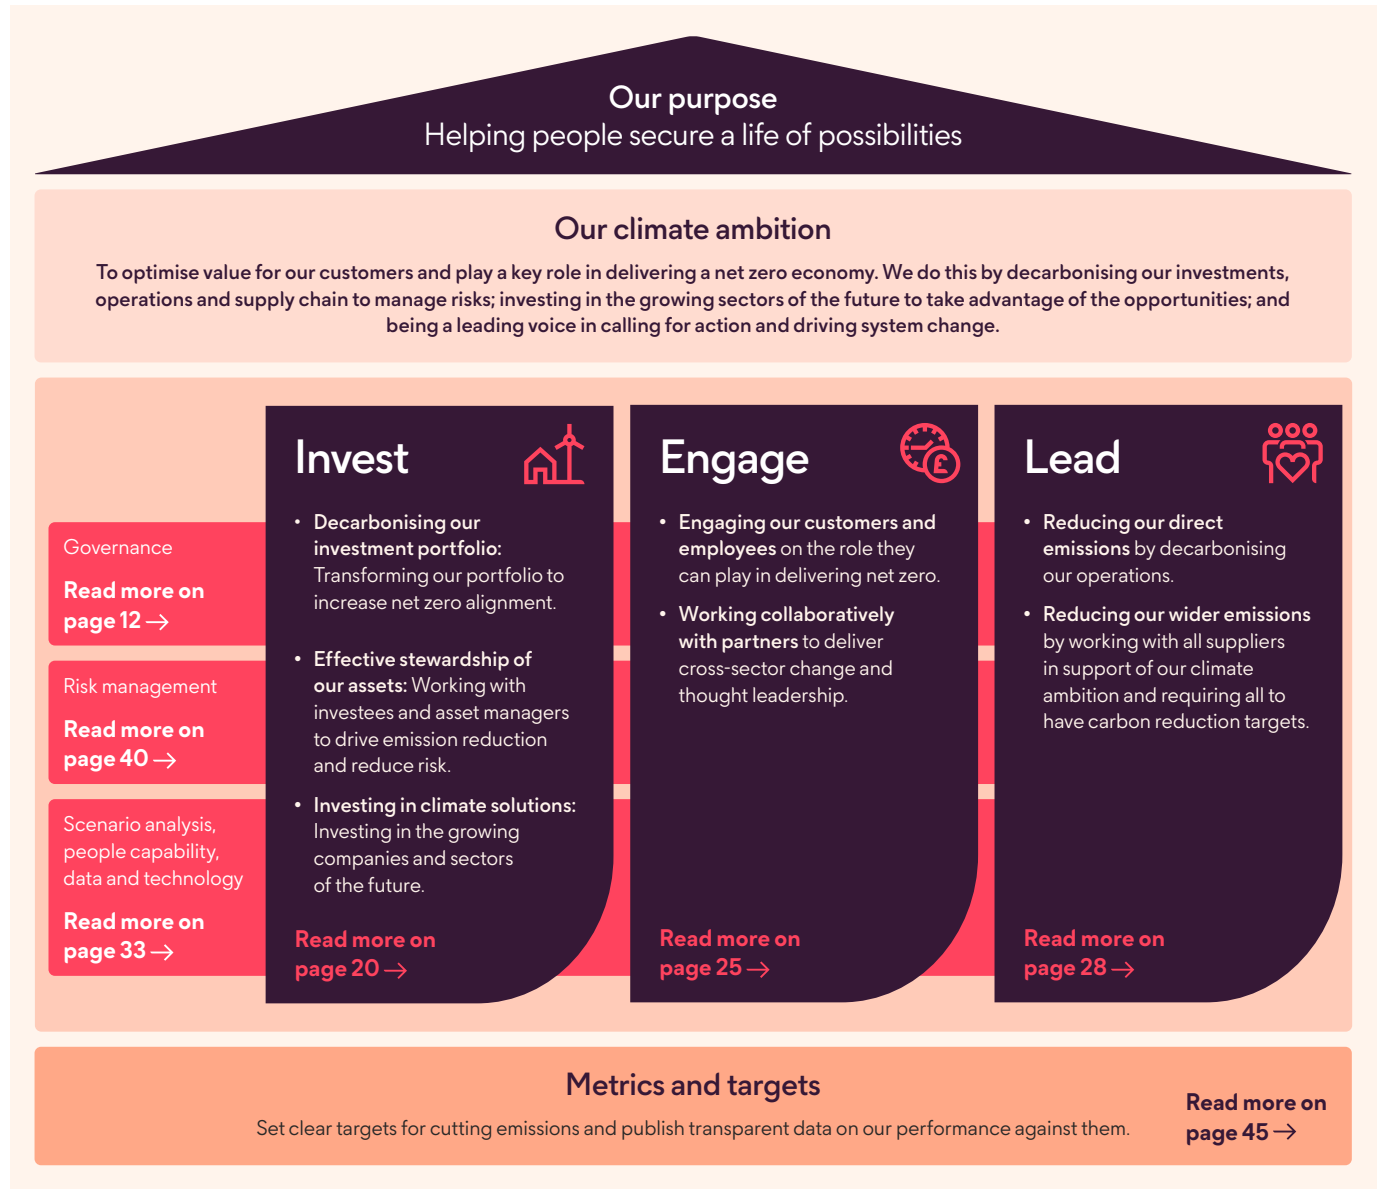 Our purpose
Helping people secure a life of possibilities
Our climate ambition
To optimise value for our customers and play a key role in delivering a net zero economy. We do this by decarbonising our investments,
operations and supply chain to manage risks; investing in the growing sectors of the future to take advantage of the opportunities; and
being a leading voice in calling for action and driving system change.
Governance
Read more on
page 12 →
Risk management
Read more on
page 40 →
Scenario analysis,
people capability,
data and technology
Read more on
page 33 →
Invest
• Decarbonising our
investment portfolio:
Transforming our portfolio to
increase net zero alignment.
• Effective stewardship of
our assets: Working with
investees and asset managers
to drive emission reduction
and reduce risk.
• Investing in climate solutions:
Investing in the growing
companies and sectors
of the future.
Read more on
page 20 →
Engage
£
• Engaging our customers and
employees on the role they
can play in delivering net zero.
• Working collaboratively
with partners to deliver
cross-sector change and
thought leadership.
Read more on
page 25 →
Lead
• Reducing our direct
emissions by decarbonising
our operations.
• Reducing our wider emissions
by working with all suppliers
in support of our climate
ambition and requiring all to
have carbon reduction targets.
Read more on
page 28 →
Metrics and targets
Set clear targets for cutting emissions and publish transparent data on our performance against them.
Read more on
page 45 →